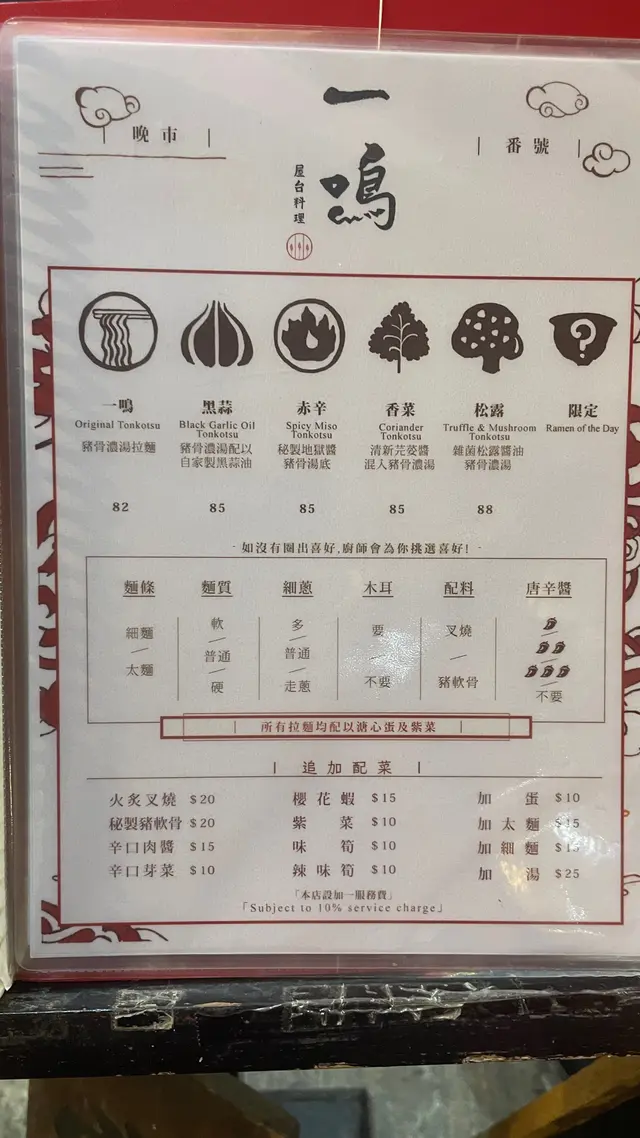 一鳴
屋台料理
晚市
番號
一鳴 黑蒜 赤辛 香菜 松露 限定
Original Tonkotsu Black Garlic Oil Tonkotsu Spicy Miso Tonkotsu Coriander Tonkotsu Truffle & Mushroom Tonkotsu Ramen of the Day
豬骨濃湯拉麵 豬骨濃湯配以 秘製地獄醬 清新芫荽醬 雜菌松露醬油
自家製黑蒜油 豬骨湯底 混入豬骨濃湯 豬骨濃湯
82 85 85 85 88
- 如沒有圈出喜好,廚師會為你挑選喜好! -
麵條 麵質 細蔥 木耳 配料 唐辛醬
細麵 軟 多 要 叉燒
太麵 普通 普通 不要 豬軟骨
硬 走蔥 不要
所有拉麵均配以溏心蛋及紫菜
追加配菜
火炙叉燒 $20 櫻花蝦 $15 加蛋 $10
秘製豬軟骨 $20 紫菜 $10 加太麵 $15
辛口肉醬 $15 味筍 $10 加細麵
辛口芽菜 $10 辣味筍 $10 加湯 $25
「本店設加一服務費」
「Subject to 10% service charge」